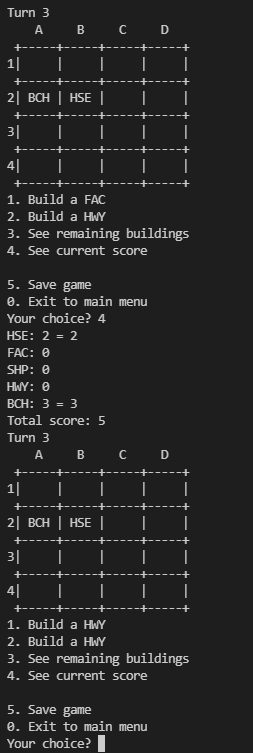 Turn 3
     A     B     C     D
 +-----+-----+-----+-----+
1|     |     |     |     |
 +-----+-----+-----+-----+
2| BCH | HSE |     |     |
 +-----+-----+-----+-----+
3|     |     |     |     |
 +-----+-----+-----+-----+
4|     |     |     |     |
 +-----+-----+-----+-----+
1. Build a FAC
2. Build a HWY
3. See remaining buildings
4. See current score

5. Save game
0. Exit to main menu
Your choice? 4
HSE: 2 = 2
FAC: 0
SHP: 0
HWY: 0
BCH: 3 = 3
Total score: 5
Turn 3
     A     B     C     D
 +-----+-----+-----+-----+
1|     |     |     |     |
 +-----+-----+-----+-----+
2| BCH | HSE |     |     |
 +-----+-----+-----+-----+
3|     |     |     |     |
 +-----+-----+-----+-----+
4|     |     |     |     |
 +-----+-----+-----+-----+
1. Build a HWY
2. Build a HWY
3. See remaining buildings
4. See current score

5. Save game
0. Exit to main menu
Your choice?